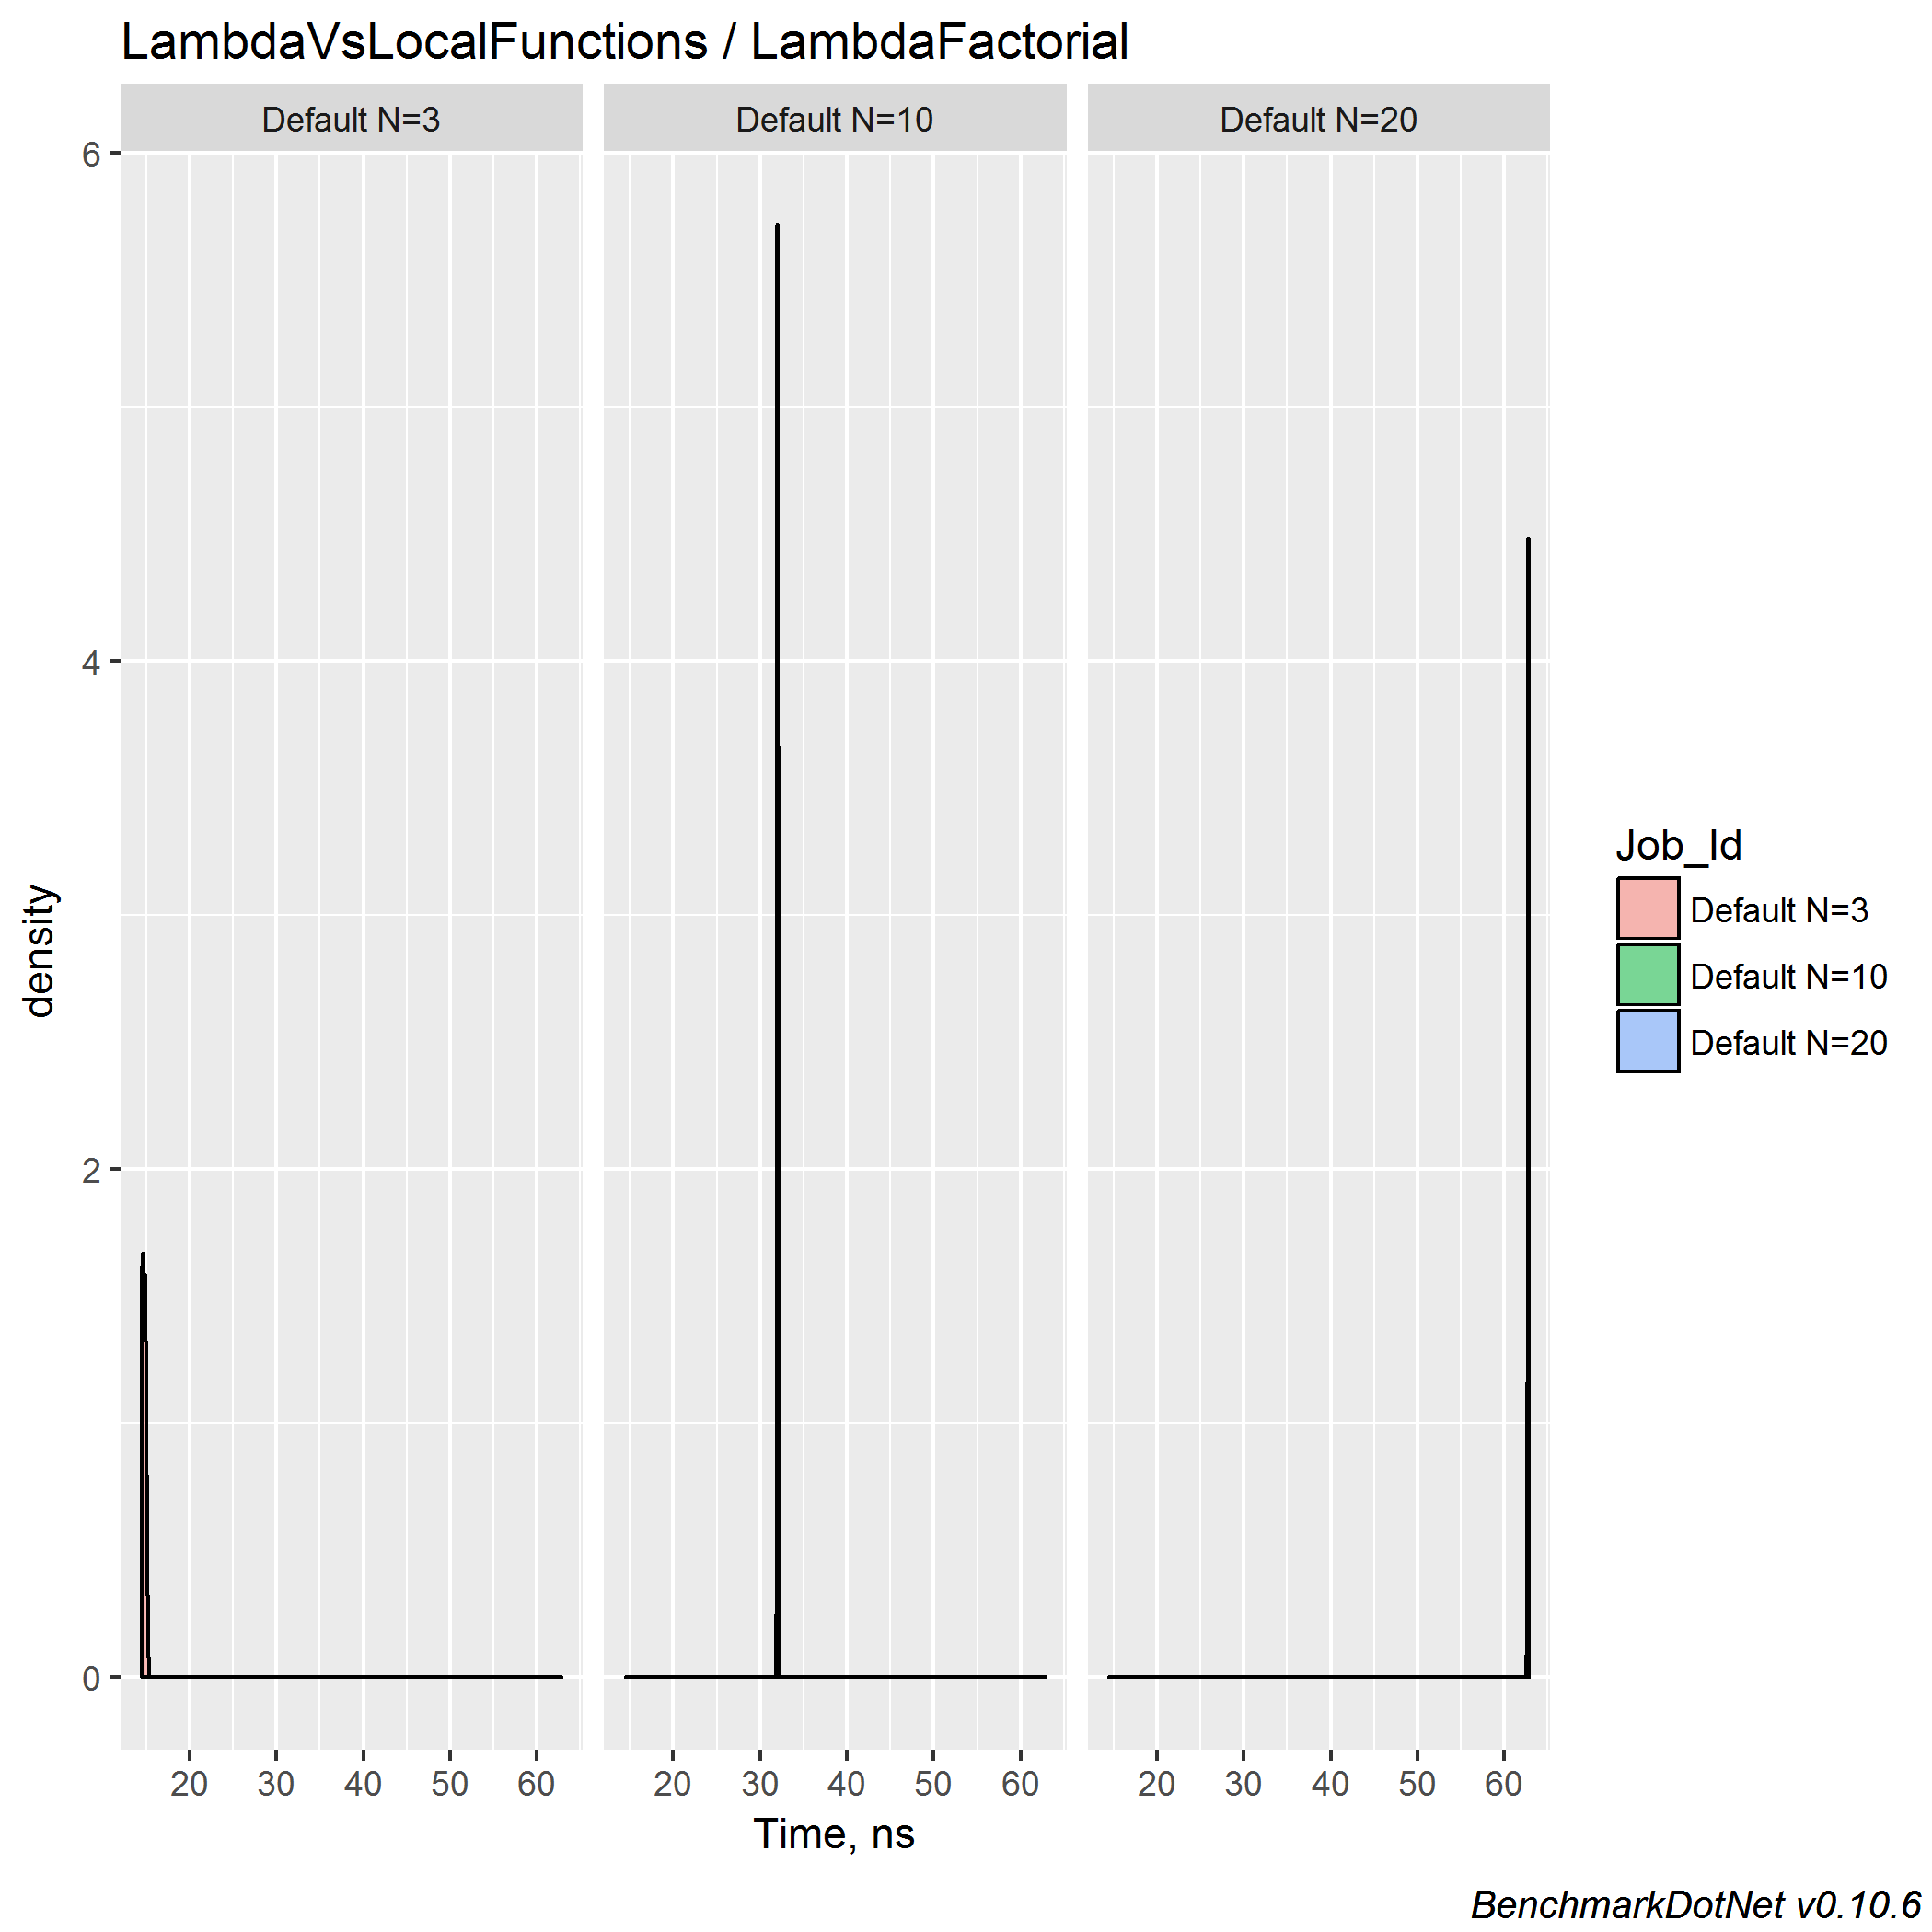 LambdaVsLocalFunctions / LambdaFactorial
Default N=3 Default N=10 Default N=20
6
4
2
0
density
20 30 40 50 60 20 30 40 50 60 20 30 40 50 60
Time, ns
Job_Id
Default N=3
Default N=10
Default N=20
BenchmarkDotNet v0.10.6